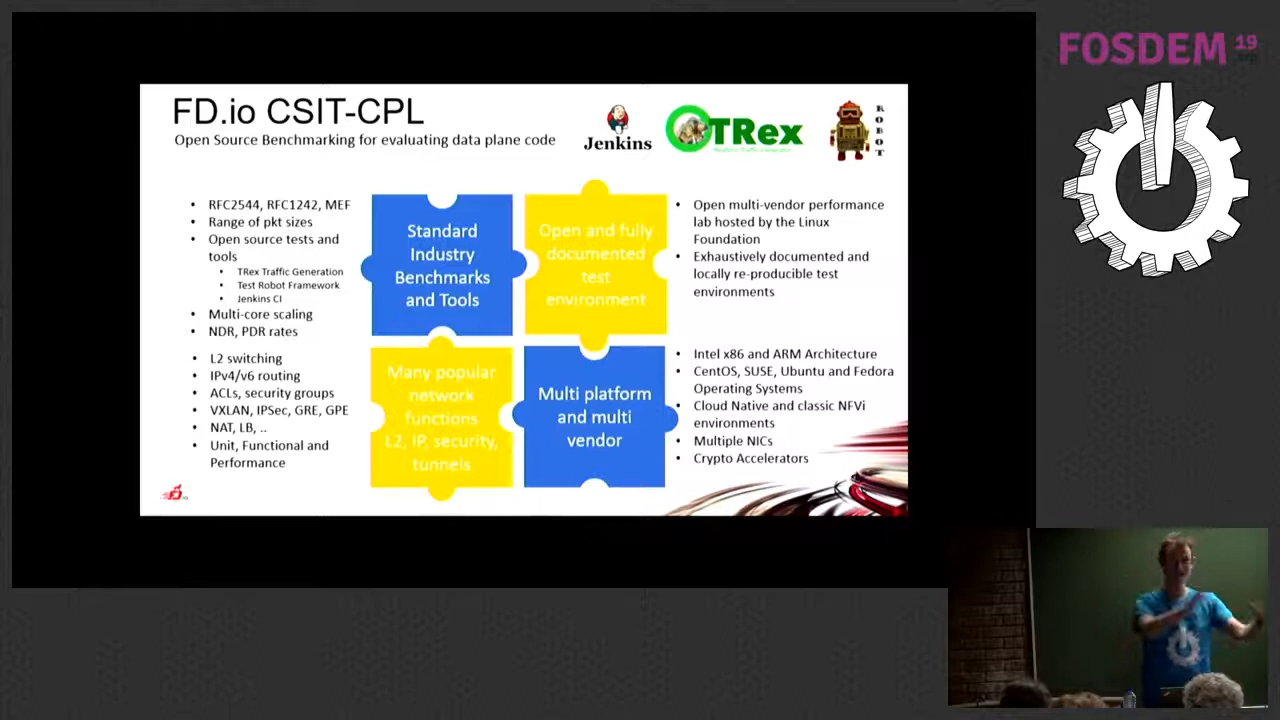 FD.io CSIT-CPL
Open Source Benchmarking for evaluating data plane code
Jenkins
TRex
ROBOT
FOSDEM 19
• RFC2544, RFC1242, MEF
• Range of pkt sizes
• Open source tests and
tools
• TRex Traffic Generation
• Test Robot Framework
• Jenkins CI
• Multi-core scaling
• NDR, PDR rates
Standard
Industry
Benchmarks
and Tools
Open and fully
documented
test
environment
• Open multi-vendor performance
lab hosted by the Linux
Foundation
• Exhaustively documented and
locally re-producible test
environments
• L2 switching
• IPv4/v6 routing
• ACLs, security groups
• VXLAN, IPSec, GRE, GPE
• NAT, LB, ..
• Unit, Functional and
Performance
Many popular
network
functions
L2, IP, security,
tunnels
Multi platform
and multi
vendor
• Intel x86 and ARM Architecture
• CentOS, SUSE, Ubuntu and Fedora
Operating Systems
• Cloud Native and classic NFVi
environments
• Multiple NICs
• Crypto Accelerators